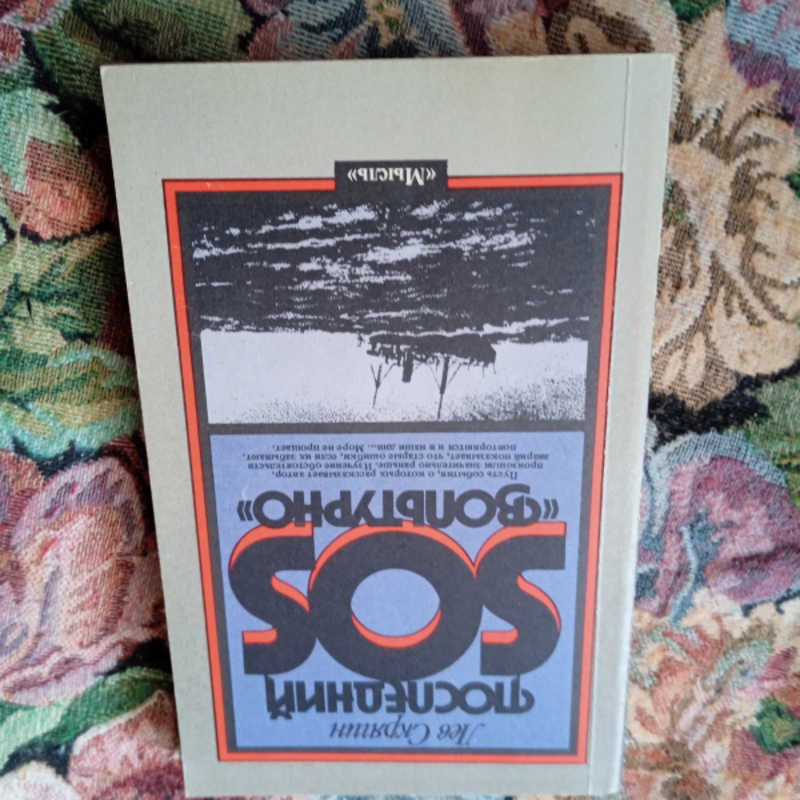 Лев Скрягин
ПОСЛЕДНИЙ
SOS
«ВОЛЬТУРНО»
Пусть события, о которых рассказывает автор,
произошли значительно раньше. Изучение обстоятельств
аварий показывает, что старые ошибки, если их забывают,
повторяются и в наши дни... Море не прощает.
«МЫСЛЬ»